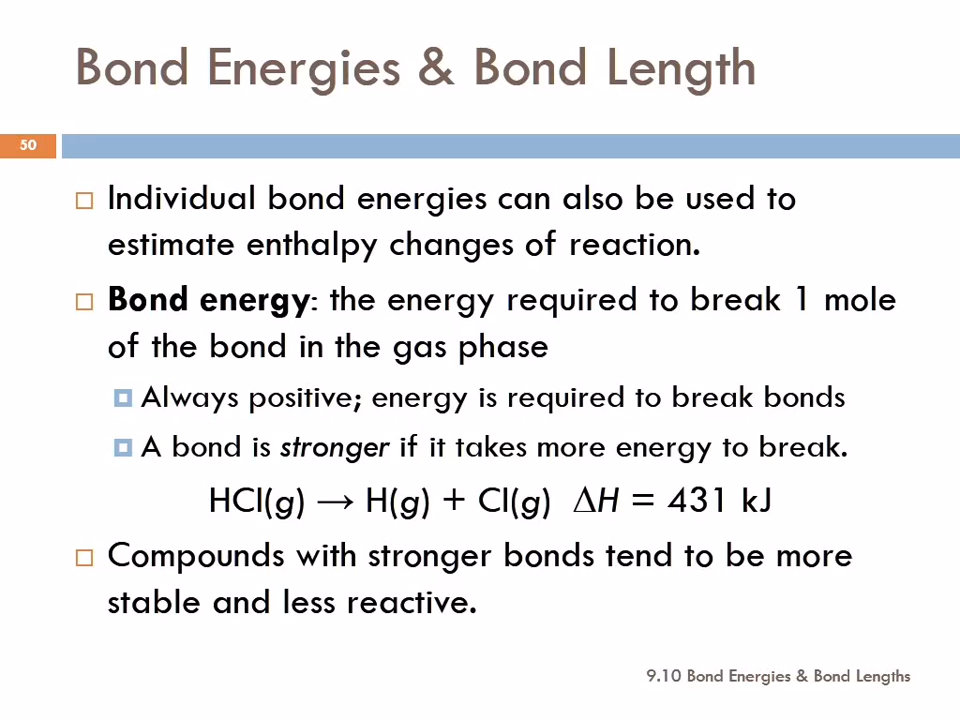 Bond Energies & Bond Length
50
Individual bond energies can also be used to
estimate enthalpy changes of reaction.
Bond energy: the energy required to break 1 mole
of the bond in the gas phase
Always positive; energy is required to break bonds
A bond is stronger if it takes more energy to break.
HCl(g) → H(g) + Cl(g) ΔH = 431 kJ
Compounds with stronger bonds tend to be more
stable and less reactive.
9.10 Bond Energies & Bond Lengths